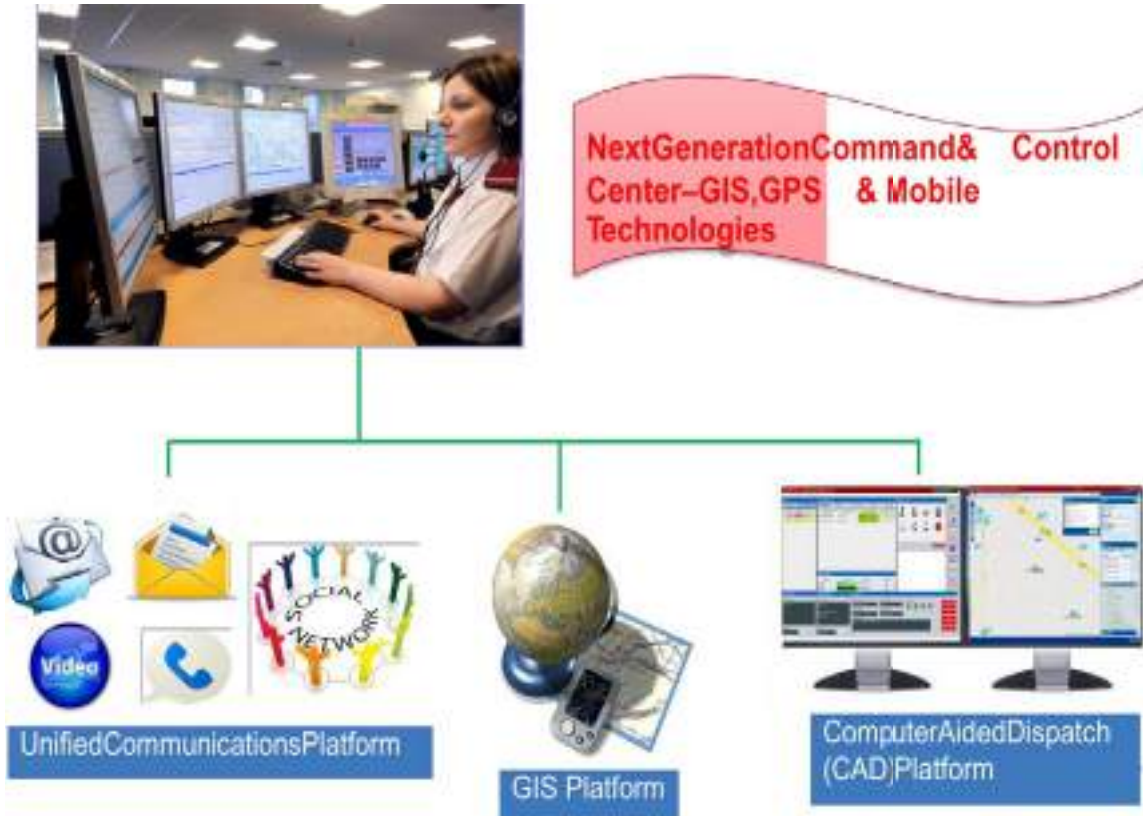 NextGenerationCommand& Control
Center–GIS,GPS & Mobile
Technologies
@
SOCIAL
NETWORK
Video
UnifiedCommunicationsPlatform
GIS Platform
ComputerAidedDispatch
(CAD)Platform